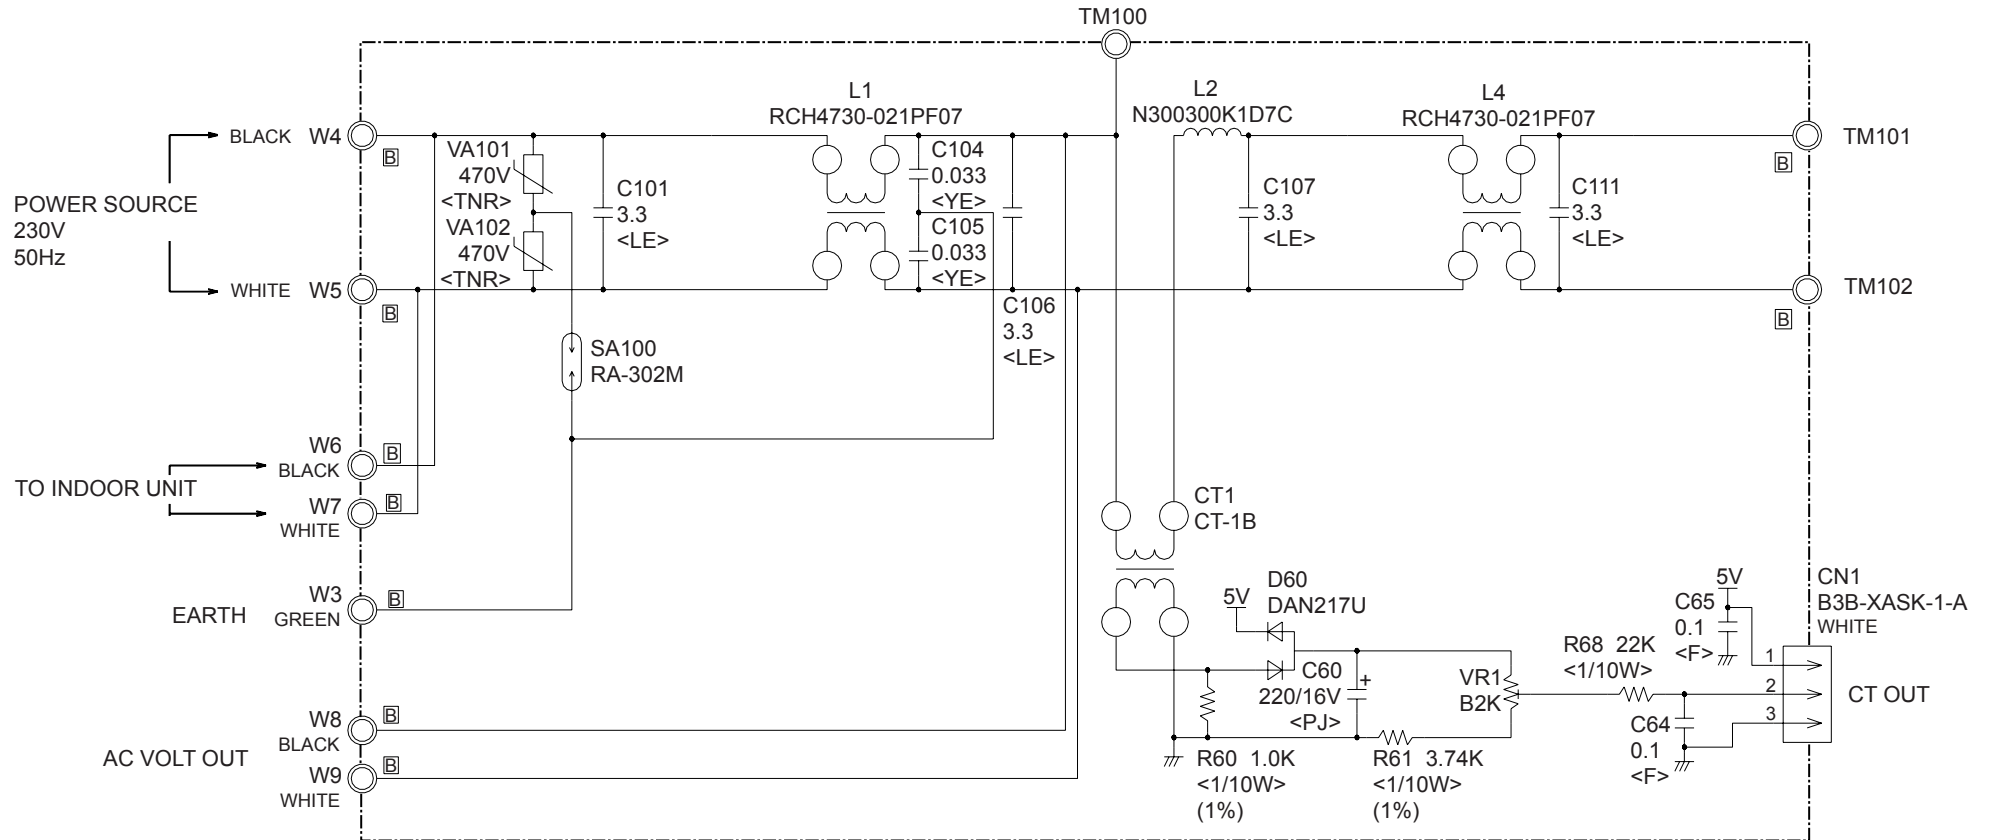 TM100
L1
RCH4730-021PF07
L2
N300300K1D7C
L4
RCH4730-021PF07
BLACK W4
B
VA101
470V
<TNR>
VA102
470V
<TNR>
C101
3.3
<LE>
C104
0.033
<YE>
C105
0.033
<YE>
C106
3.3
<LE>
C107
3.3
<LE>
C111
3.3
<LE>
TM101
B
POWER SOURCE
230V
50Hz
WHITE W5
B
TM102
B
SA100
RA-302M
TO INDOOR UNIT
W6
BLACK
B
W7
WHITE
B
EARTH
W3
GREEN
B
AC VOLT OUT
W8
BLACK
B
W9
WHITE
B
CT1
CT-1B
5V
D60
DAN217U
C60
+
220/16V
<PJ>
R60 1.0K
<1/10W>
(1%)
R61 3.74K
<1/10W>
(1%)
VR1
B2K
R68 22K
<1/10W>
C64
0.1
<F>
5V
C65
0.1
<F>
CN1
B3B-XASK-1-A
WHITE
1
2
3
CT OUT